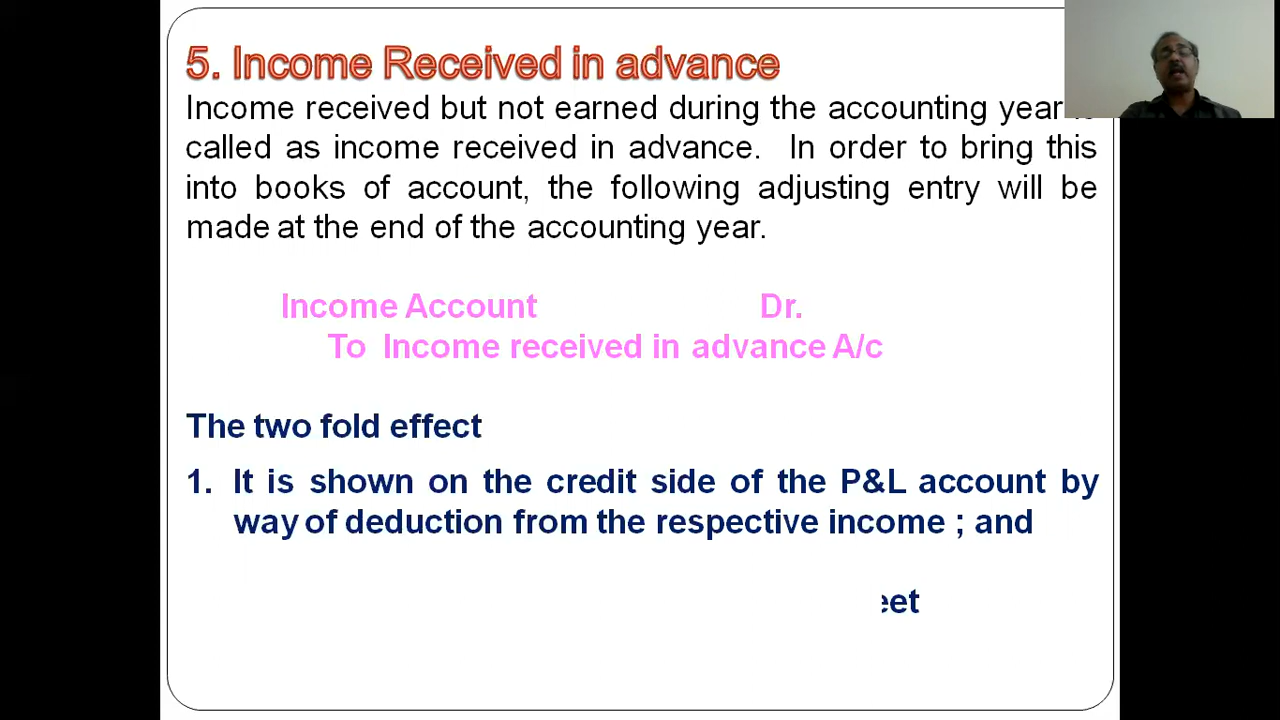 5. Income Received in advance
Income received but not earned during the accounting year
called as income received in advance. In order to bring this
into books of account, the following adjusting entry will be
made at the end of the accounting year.
Income Account Dr.
To Income received in advance A/c
The two fold effect
1. It is shown on the credit side of the P&L account by
way of deduction from the respective income ; and
eet